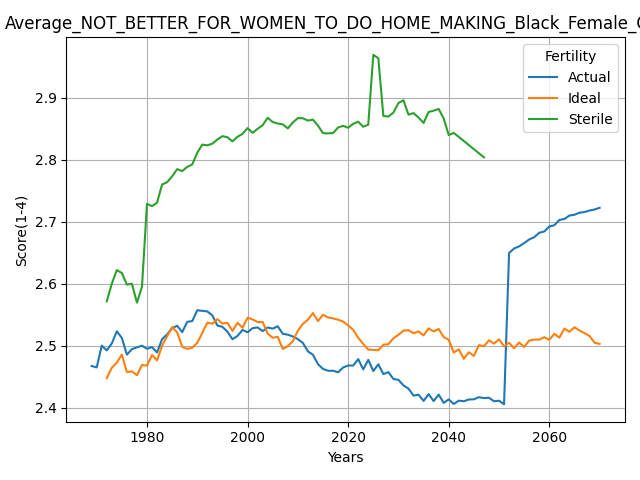 Average_NOT_BETTER_FOR_WOMEN_TO_DO_HOME_MAKING_Black_Female_
Fertility
Actual
Ideal
Sterile
Score(1-4)
2.9
2.8
2.7
2.6
2.5
2.4
1980
2000
2020
2040
2060
Years